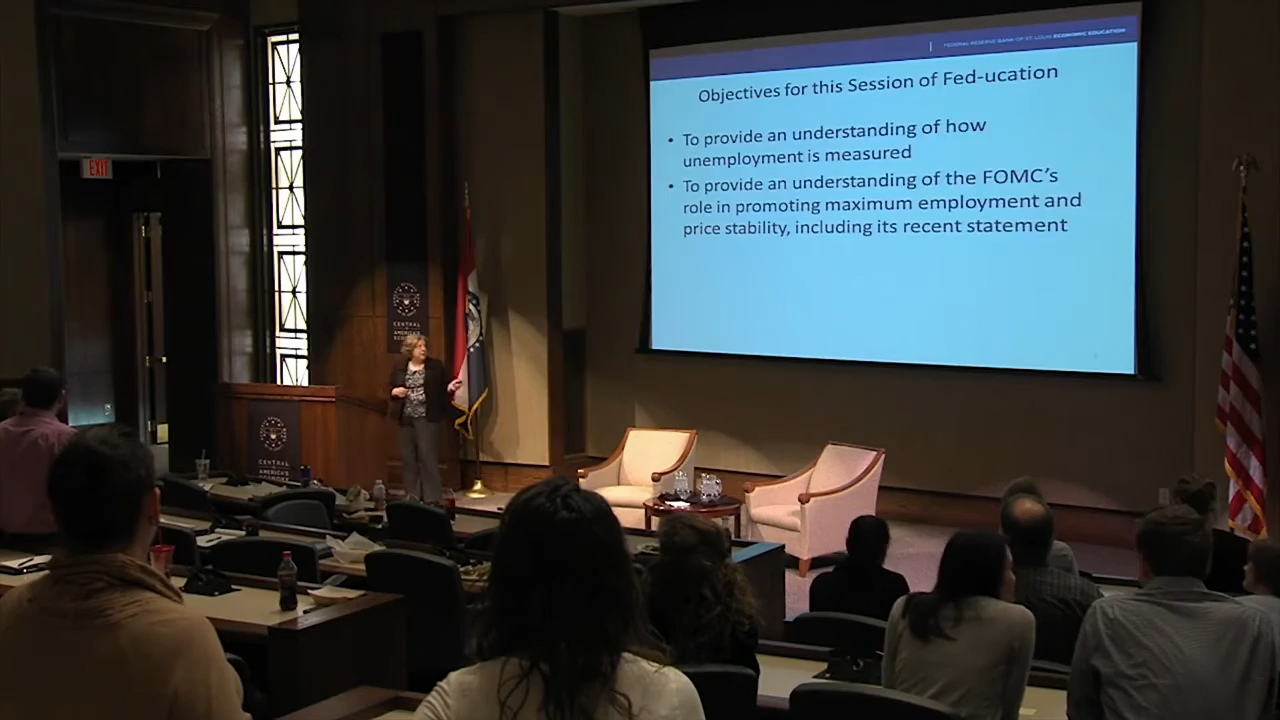 FEDERAL RESERVE BANK OF ST. LOUIS ECONOMIC EDUCATION
Objectives for this Session of Fed-ucation
• To provide an understanding of how
unemployment is measured
• To provide an understanding of the FOMC's
role in promoting maximum employment and
price stability, including its recent statement
EXIT
CENTRAL
AMERICA'S
CENTRAL
AMERICA'S
ECONOMY